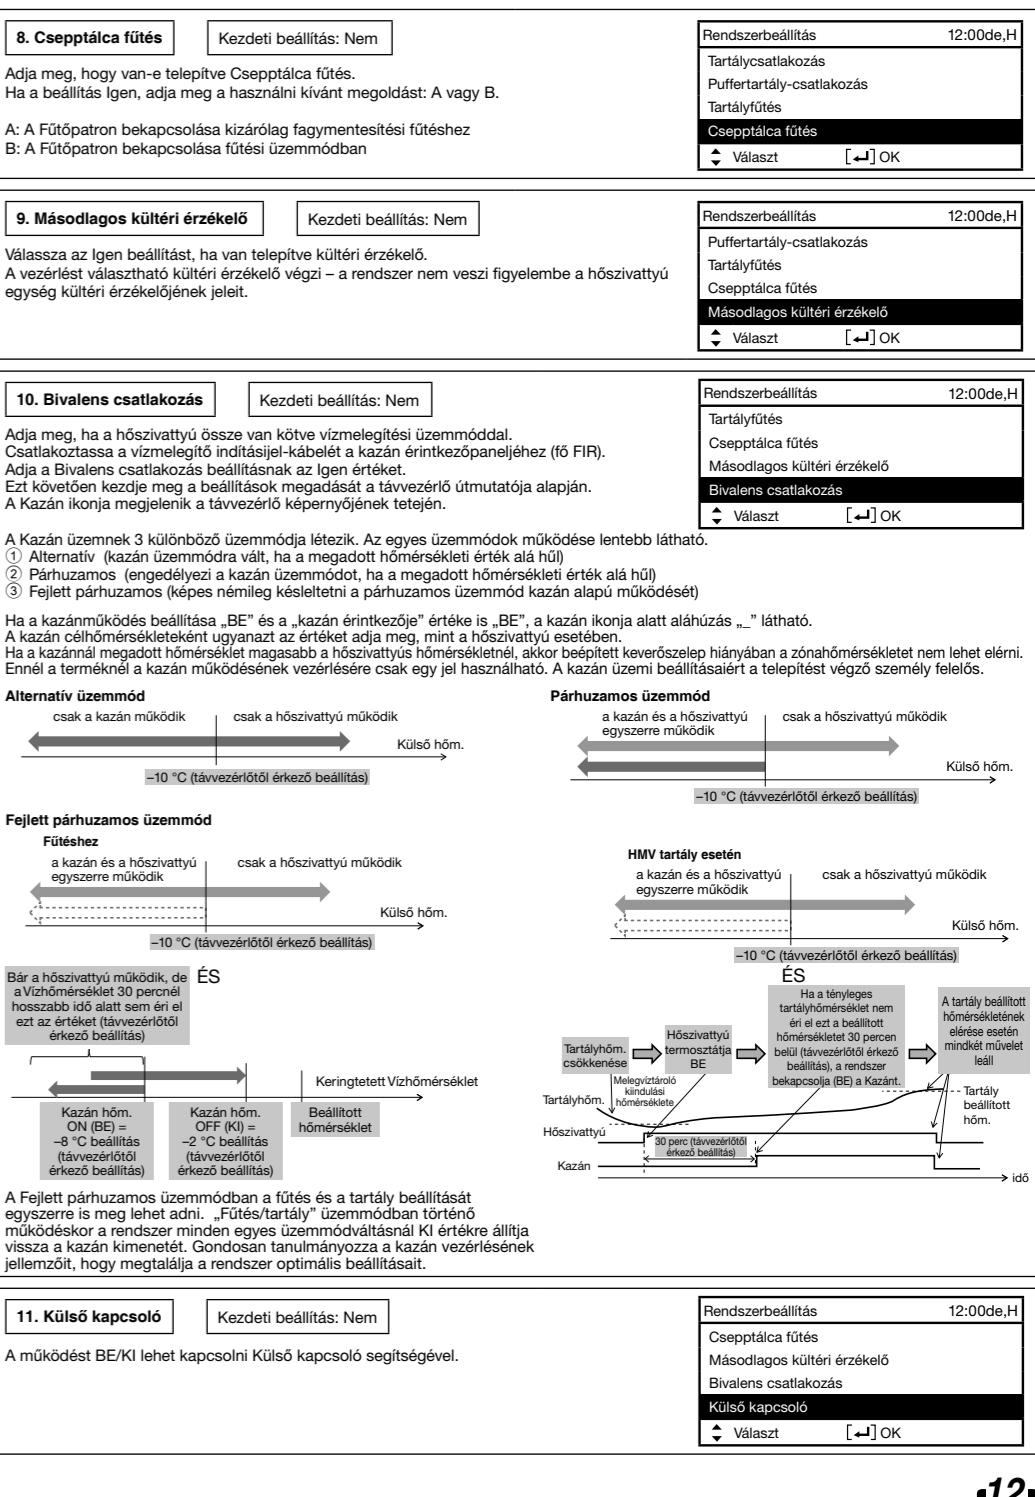 8. Csepptálca fűtés
Kezdeti beállítás: Nem
Adja meg, hogy van-e telepítve Csepptálca fűtés.
Ha a beállítás Igen, adja meg a használni kívánt megoldást: A vagy B.
A: A Fűtőpatron bekapcsolása kizárólag fagymentesítési fűtéshez
B: A Fűtőpatron bekapcsolása fűtési üzemmódban
Rendszerbeállítás 12:00de,H
Tartálycsatlakozás
Puffertartály-csatlakozás
Tartályfűtés
Csepptálca fűtés
Választ [↵] OK
9. Másodlagos kültéri érzékelő
Kezdeti beállítás: Nem
Válassza az Igen beállítást, ha van telepítve kültéri érzékelő.
A vezérlést választható kültéri érzékelő végzi – a rendszer nem veszi figyelembe a hőszivattyú
egység kültéri érzékelőjének jeleit.
Rendszerbeállítás 12:00de,H
Puffertartály-csatlakozás
Tartályfűtés
Csepptálca fűtés
Másodlagos kültéri érzékelő
Választ [↵] OK
10. Bivalens csatlakozás
Kezdeti beállítás: Nem
Adja meg, ha a hőszivattyú össze van kötve vízmelegítési üzemmóddal.
Csatlakoztassa a vízmelegítő indításijel-kábelét a kazán érintkezőpaneljéhez (fő FIR).
Adja a Bivalens csatlakozás beállításnak az Igen értéket.
Ezt követően kezdje meg a beállítások megadását a távvezérlő útmutatója alapján.
A Kazán ikonja megjelenik a távvezérlő képernyőjének tetején.
Rendszerbeállítás 12:00de,H
Tartályfűtés
Csepptálca fűtés
Másodlagos kültéri érzékelő
Bivalens csatlakozás
Választ [↵] OK
A Kazán üzemnek 3 különböző üzemmódja létezik. Az egyes üzemmódok működése lentebb látható.
① Alternatív (kazán üzemmódra vált, ha a megadott hőmérsékleti érték alá hűl)
② Párhuzamos (engedélyezi a kazán üzemmódot, ha a megadott hőmérsékleti érték alá hűl)
③ Fejlett párhuzamos (képes némileg késleltetni a párhuzamos üzemmód kazán alapú működését)
Ha a kazánműködés beállítása „BE” és a „kazán érintkezője” értéke is „BE”, a kazán ikonja alatt aláhúzás „_” látható.
A kazán célhőmérsékleteként ugyanazt az értéket adja meg, mint a hőszivattyú esetében.
Ha a kazánnál megadott hőmérséklet magasabb a hőszivattyús hőmérsékletnél, akkor beépített keverőszelep hiányában a zónahőmérsékletet nem lehet elérni.
Ennél a terméknél a kazán működésének vezérlésére csak egy jel használható. A kazán üzemi beállításaiért a telepítést végző személy felelős.
Alternatív üzemmód
csak a kazán működik
csak a hőszivattyú működik
Külső hőm.
–10 °C (távvezérlőtől érkező beállítás)
Párhuzamos üzemmód
a kazán és a hőszivattyú
egyszerre működik
csak a hőszivattyú működik
Külső hőm.
–10 °C (távvezérlőtől érkező beállítás)
Fejlett párhuzamos üzemmód
Fűtéshez
a kazán és a hőszivattyú
egyszerre működik
csak a hőszivattyú működik
Külső hőm.
–10 °C (távvezérlőtől érkező beállítás)
ÉS
Bár a hőszivattyú működik, de
a Vízhőmérséklet 30 percnél
hosszabb idő alatt sem éri el
ezt az értéket (távvezérlőtől
érkező beállítás)
Keringtetett Vízhőmérséklet
Kazán hőm.
ON (BE) =
–8 °C beállítás
(távvezérlőtől
érkező beállítás)
Kazán hőm.
OFF (KI) =
–2 °C beállítás
(távvezérlőtől
érkező beállítás)
Beállított
hőmérséklet
HMV tartály esetén
a kazán és a hőszivattyú
egyszerre működik
csak a hőszivattyú működik
Külső hőm.
–10 °C (távvezérlőtől érkező beállítás)
ÉS
Tartályhőm.
csökkenése
Hőszivattyú
termosztátja
BE
Ha a tényleges
tartályhőmérséklet nem
éri el ezt a beállított
hőmérsékletet 30 percen
belül (távvezérlőtől érkező
beállítás), a rendszer
bekapcsolja (BE) a Kazánt.
A tartály beállított
hőmérsékletének
elérése esetén
mindkét művelet
leáll
Melegvíztároló
kiindulási
hőmérséklete
Tartályhőm.
Tartály
beállított
hőm.
Hőszivattyú
30 perc (távvezérlőtől
érkező beállítás)
Kazán
idő
A Fejlett párhuzamos üzemmódban a fűtés és a tartály beállítását
egyszerre is meg lehet adni. „Fűtés/tartály” üzemmódban történő
működéskor a rendszer minden egyes üzemmódváltásnál KI értékre állítja
vissza a kazán kimenetét. Gondosan tanulmányozza a kazán vezérlésének
jellemzőit, hogy megtalálja a rendszer optimális beállításait.
11. Külső kapcsoló
Kezdeti beállítás: Nem
A működést BE/KI lehet kapcsolni Külső kapcsoló segítségével.
Rendszerbeállítás 12:00de,H
Csepptálca fűtés
Másodlagos kültéri érzékelő
Bivalens csatlakozás
Külső kapcsoló
Választ [↵] OK
12